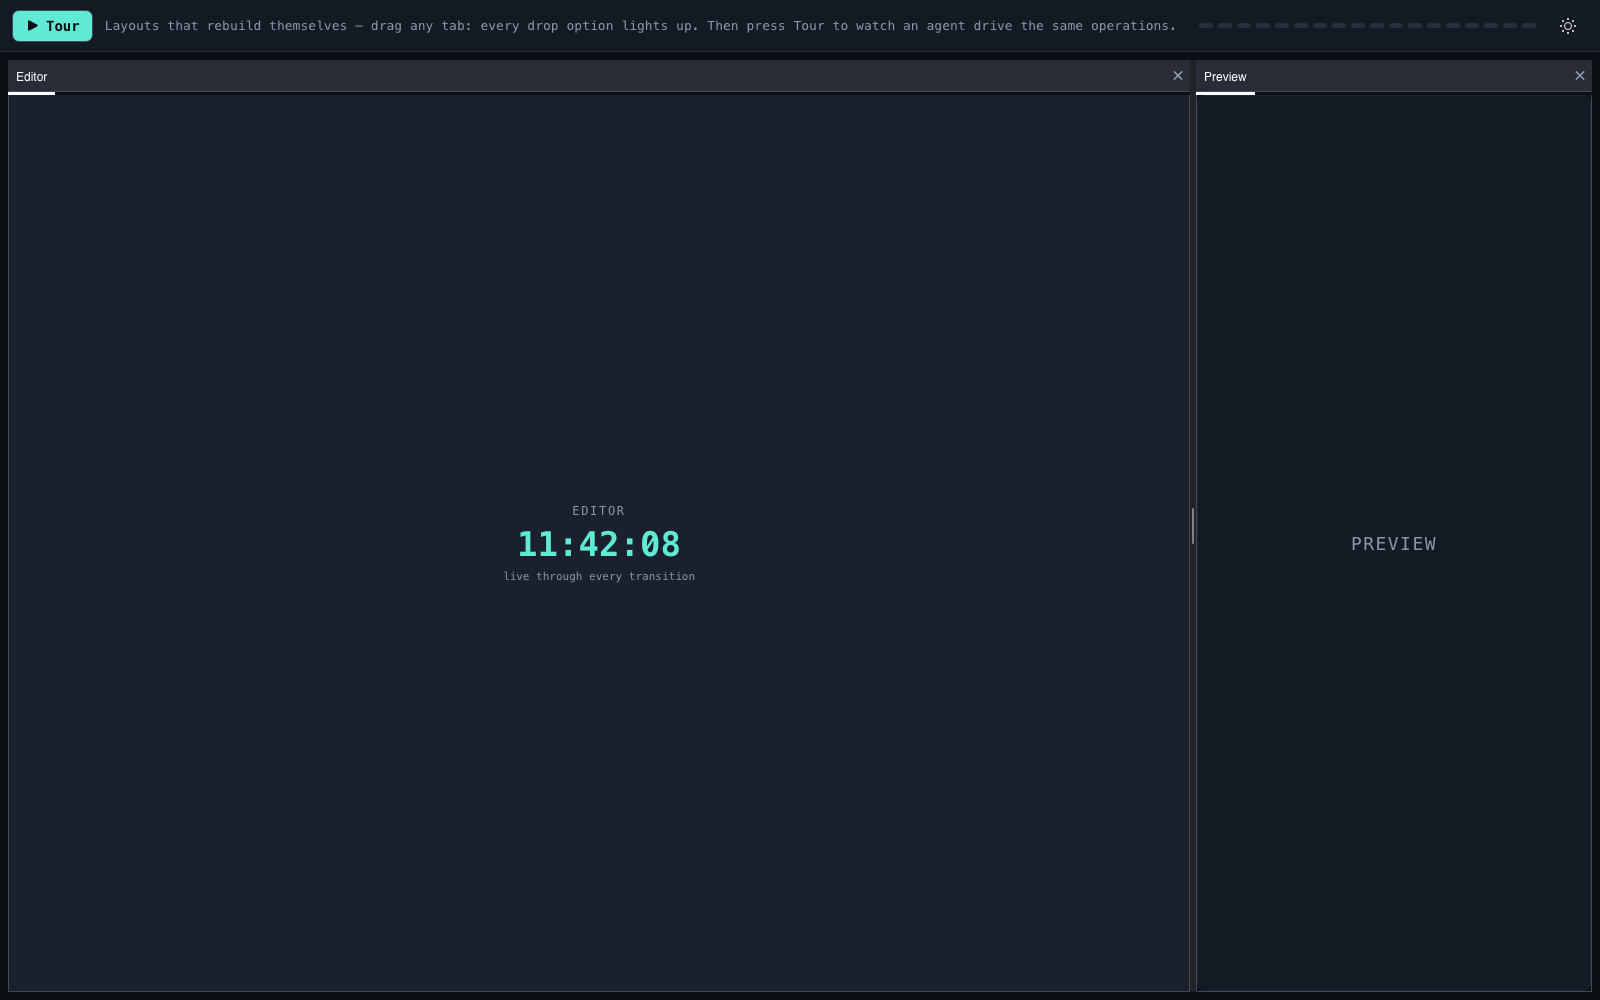 Tour
Layouts that rebuild themselves — drag any tab: every drop option lights up. Then press Tour to watch an agent drive the same operations.
Editor
Preview
EDITOR
11:42:08
live through every transition
PREVIEW